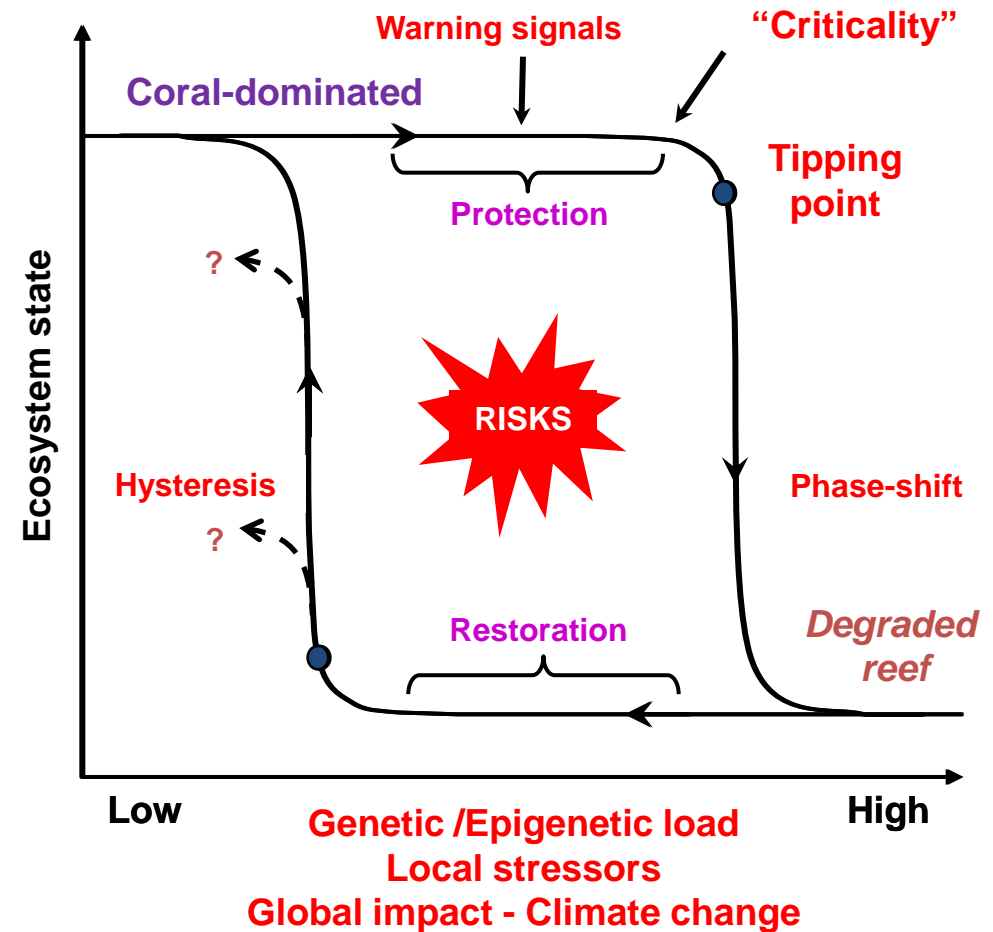 Warning signals
“Criticality”
Coral-dominated
Tipping
point
Protection
?
Ecosystem state
RISKS
Hysteresis
Phase-shift
?
Restoration
Degraded
reef
Low
High
Genetic /Epigenetic load
Local stressors
Global impact - Climate change